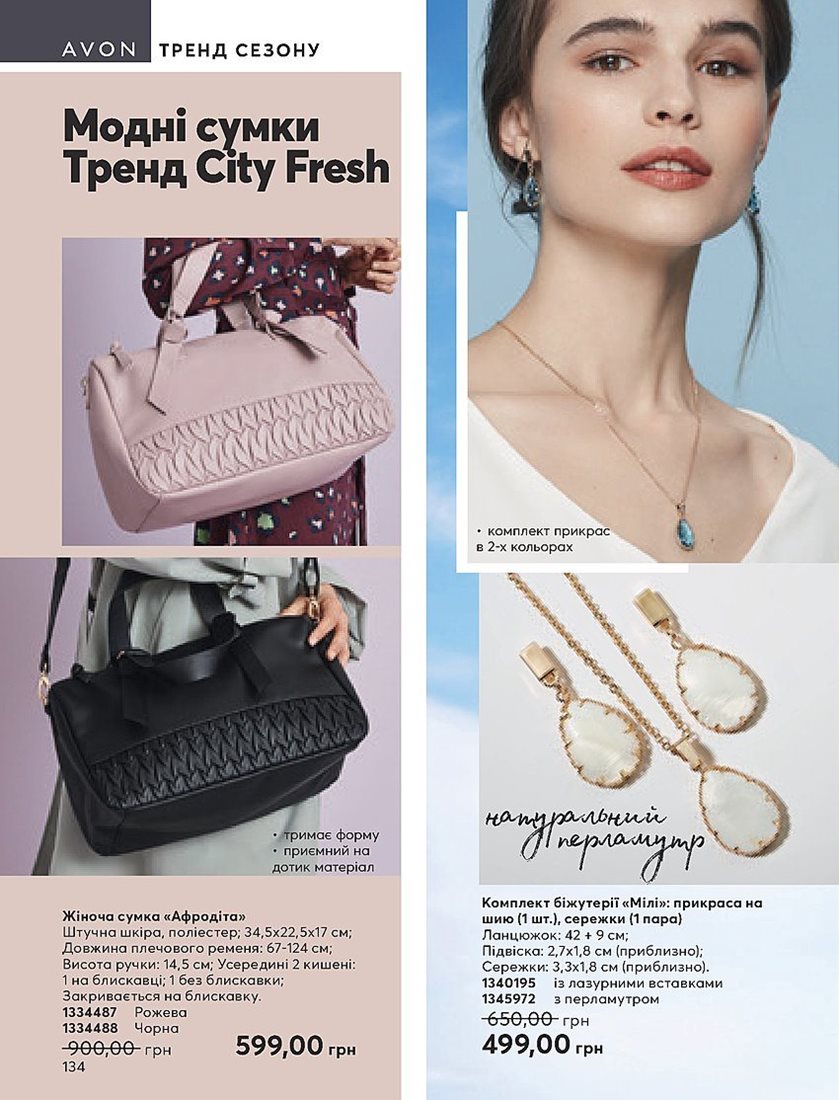 AVON ТРЕНД СЕЗОНУ
Модні сумки
Тренд City Fresh
• тримає форму
• приємний на
дотик матеріал
Жіноча сумка «Афродіта»
Штучна шкіра, поліестер; 34,5х22,5х17 см;
Довжина плечового ременя: 67-124 см;
Висота ручки: 14,5 см; Усередині 2 кишені:
1 на блискавці; 1 без блискавки;
Закривається на блискавку.
1334487 Рожева
1334488 Чорна
900,00 грн 599,00 грн
134
• комплект прикрас
в 2-х кольорах
натуральний
перламутр
Комплект біжутерії «Мілі»: прикраса на
шию (1 шт.), сережки (1 пара)
Ланцюжок: 42 + 9 см;
Підвіска: 2,7х1,8 см (приблизно);
Сережки: 3,3х1,8 см (приблизно).
1340195 із лазурними вставками
1345972 з перламутром
650,00 грн
499,00 грн